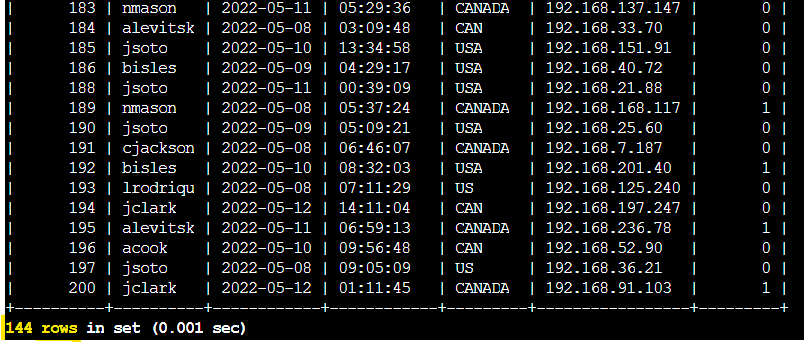 |       183 | nmason   | 2022-05-11 | 05:29:36   | CANADA  | 192.168.137.147 |       0 |
|       184 | alevitsk | 2022-05-08 | 03:09:48   | CAN     | 192.168.33.70   |       0 |
|       185 | jsoto    | 2022-05-10 | 13:34:58   | USA     | 192.168.151.91  |       0 |
|       186 | bisles   | 2022-05-09 | 04:29:17   | USA     | 192.168.40.72   |       0 |
|       188 | jsoto    | 2022-05-11 | 00:39:09   | USA     | 192.168.21.88   |       0 |
|       189 | nmason   | 2022-05-08 | 05:37:24   | CANADA  | 192.168.168.117 |       1 |
|       190 | jsoto    | 2022-05-09 | 05:09:21   | USA     | 192.168.25.60   |       0 |
|       191 | cjackson | 2022-05-08 | 06:46:07   | CANADA  | 192.168.7.187   |       0 |
|       192 | bisles   | 2022-05-10 | 08:32:03   | USA     | 192.168.201.40  |       1 |
|       193 | lrodriqu | 2022-05-08 | 07:11:29   | US      | 192.168.125.240 |       0 |
|       194 | jclark   | 2022-05-12 | 14:11:04   | CAN     | 192.168.197.247 |       0 |
|       195 | alevitsk | 2022-05-11 | 06:59:13   | CANADA  | 192.168.236.78  |       1 |
|       196 | acook    | 2022-05-10 | 09:56:48   | CAN     | 192.168.52.90   |       0 |
|       197 | jsoto    | 2022-05-08 | 09:05:09   | US      | 192.168.36.21   |       0 |
|       200 | jclark   | 2022-05-12 | 01:11:45   | CANADA  | 192.168.91.103  |       1 |
+----------+----------+------------+------------+---------+-----------------+---------+
144 rows in set (0.001 sec)